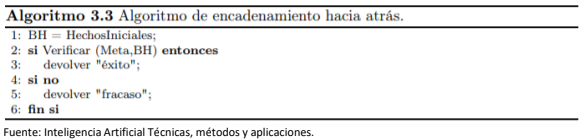 Algoritmo 3.3 Algoritmo de encadenamiento hacia atrás.
1: BH = HechosIniciales;
2: si Verificar (Meta,BH) entonces
3: devolver "éxito";
4: si no
5: devolver "fracaso";
6: fin si
Fuente: Inteligencia Artificial Técnicas, métodos y aplicaciones.